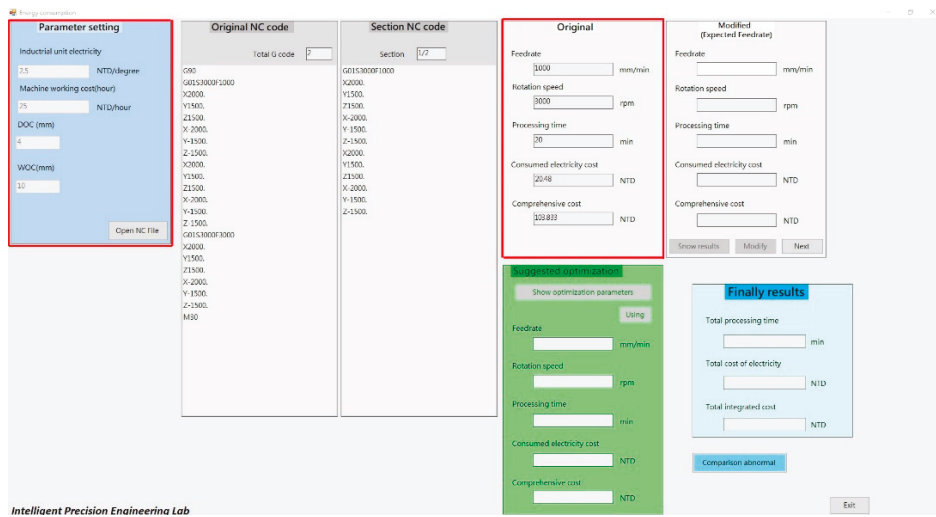 Energy consumption
Parameter setting
Industrial unit electricity
2.5 NTD/degree
Machine working cost(hour)
25 NTD/hour
DOC (mm)
4
WOC(mm)
10
Open NC File
Original NC code
Total G code 2
G90
G01S3000F1000
X2000.
Y1500.
Z1500.
X-2000.
Y-1500.
Z-1500.
X2000.
Y1500.
Z1500.
X-2000.
Y-1500.
Z-1500.
G01S3000F3000
X2000.
Y1500.
Z1500.
X-2000.
Y-1500.
Z-1500.
M30
Section NC code
Section 1/2
G01S3000F1000
X2000.
Y1500.
Z1500.
X-2000.
Y-1500.
Z-1500.
X2000.
Y1500.
Z1500.
X-2000.
Y-1500.
Z-1500.
Original
Feedrate
1000 mm/min
Rotation speed
3000 rpm
Processing time
20 min
Consumed electricity cost
20.48 NTD
Comprehensive cost
103.833 NTD
Modified
(Expected Feedrate)
Feedrate
mm/min
Rotation speed
rpm
Processing time
min
Consumed electricity cost
NTD
Comprehensive cost
NTD
Snow results Modify Next
Suggested optimization
Show optimization parameters
Using
Feedrate
mm/min
Rotation speed
rpm
Processing time
min
Consumed electricity cost
NTD
Comprehensive cost
NTD
Finally results
Total processing time
min
Total cost of electricity
NTD
Total integrated cost
NTD
Comparison abnormal
Exit
Intelligent Precision Engineering Lab